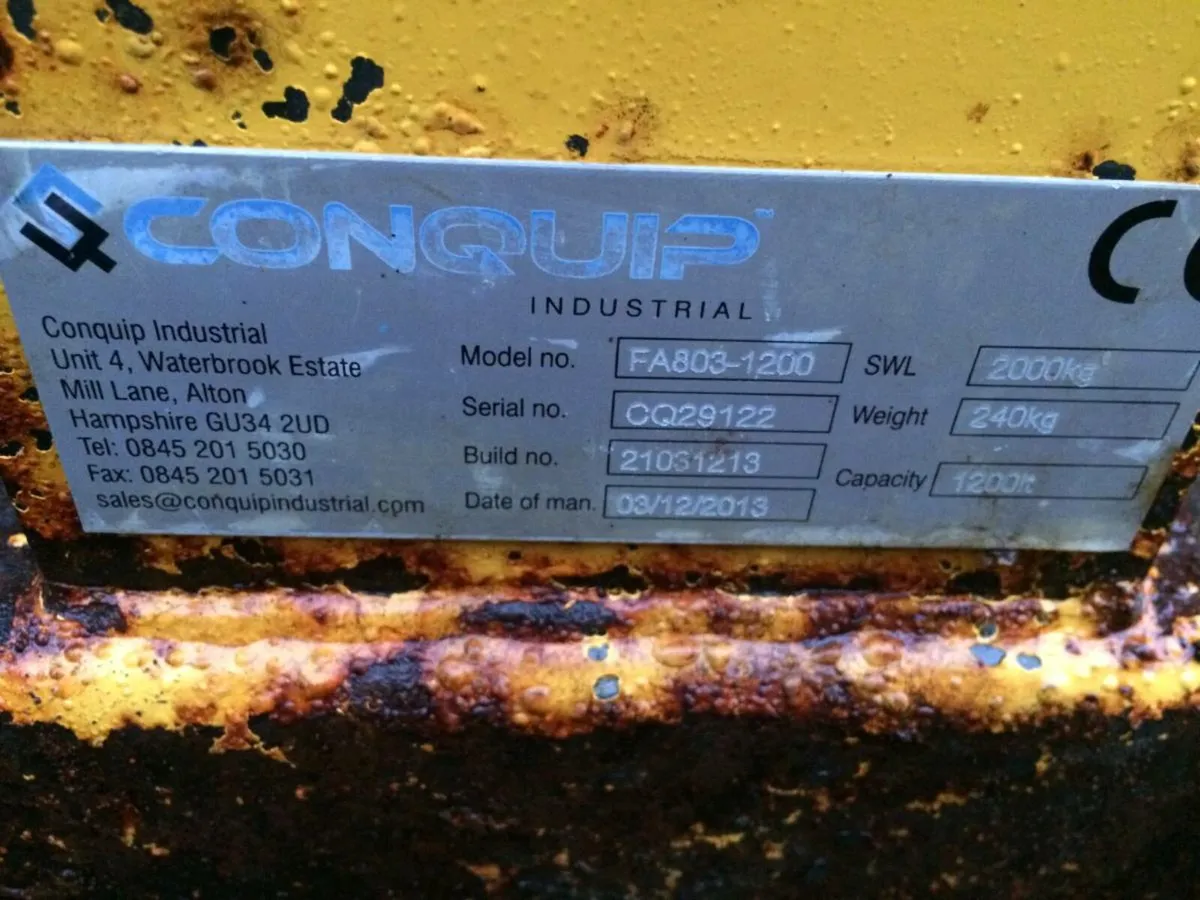 CONQUIP™
INDUSTRIAL
CE
Conquip Industrial
Unit 4, Waterbrook Estate
Mill Lane, Alton
Hampshire GU34 2UD
Tel: 0845 201 5030
Fax: 0845 201 5031
sales@conquipindustrial.com
Model no. FA803-1200
Serial no. CQ29122
Build no. 21031213
Date of man. 03/12/2013
SWL 2000kg
Weight 240kg
Capacity 1200lt